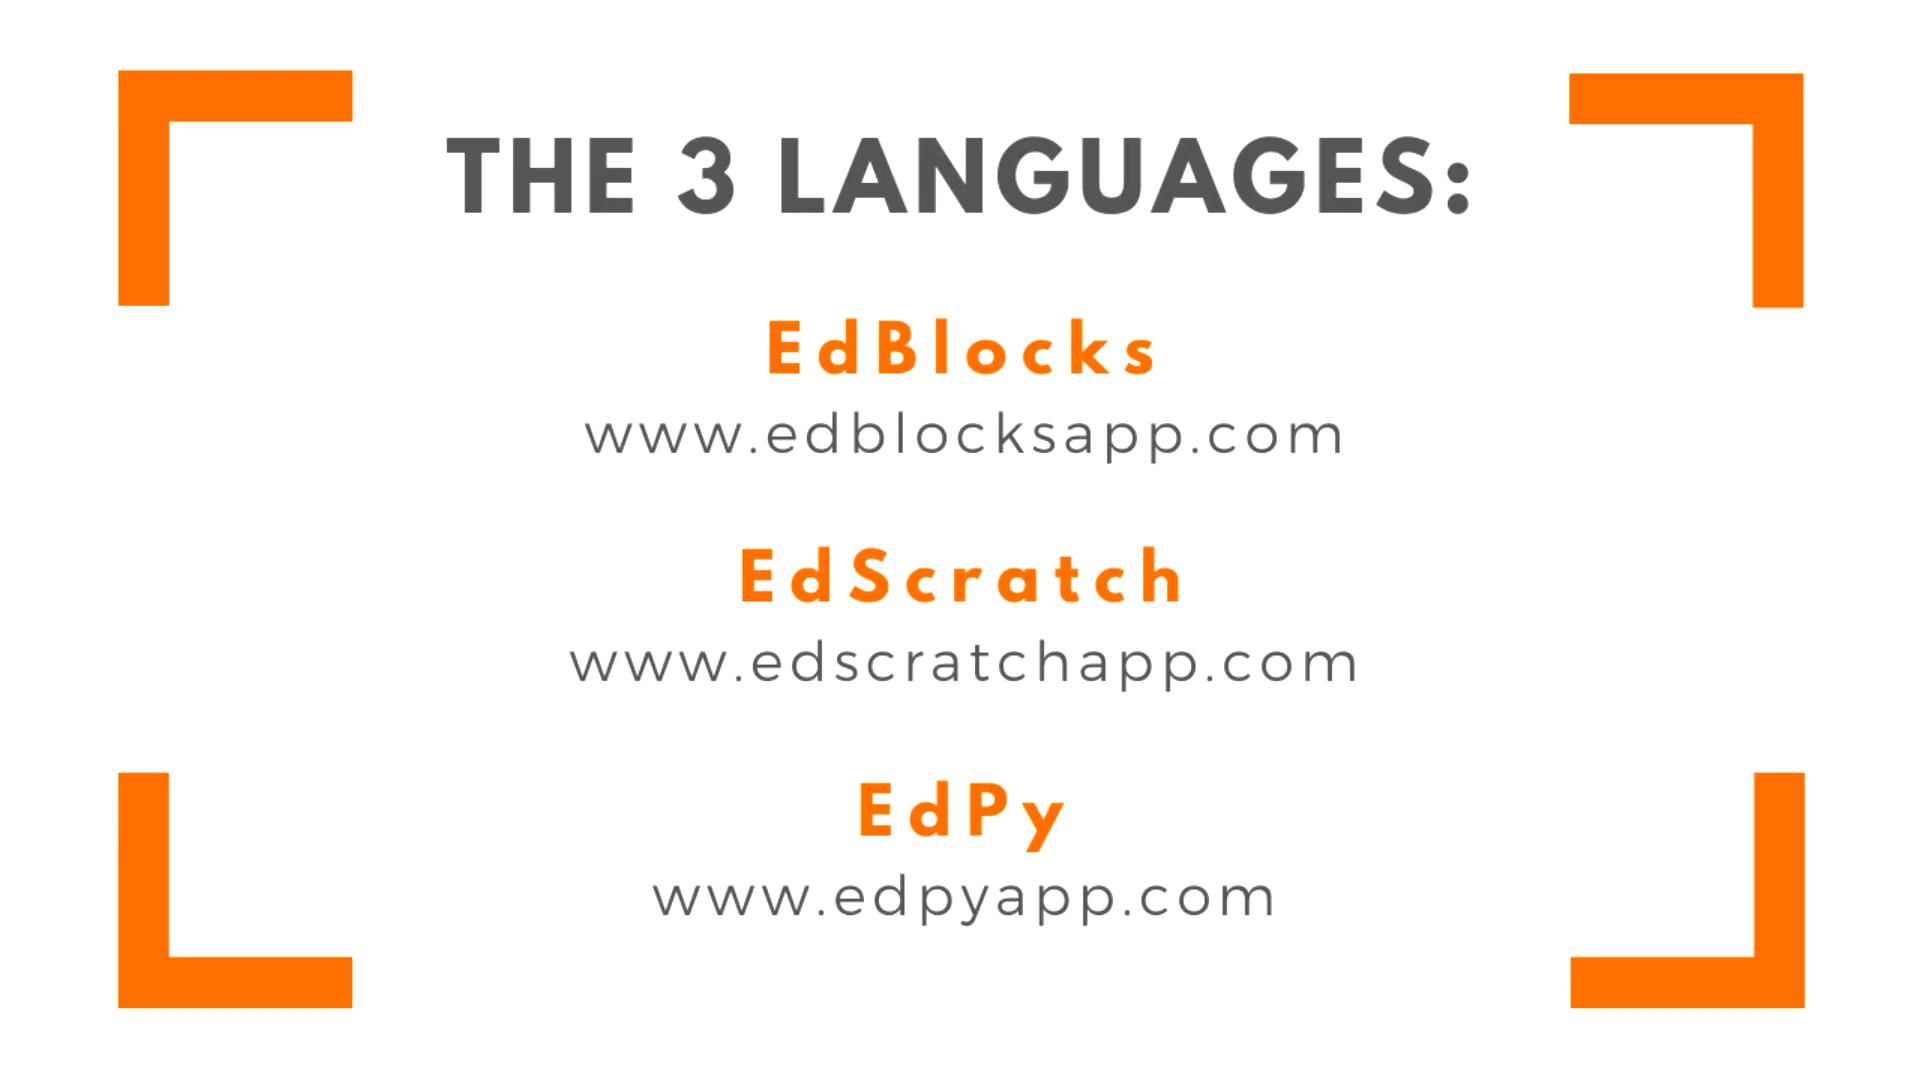 THE 3 LANGUAGES:
EdBlocks
www.edblocksapp.com
EdScratch
www.edscratchapp.com
EdPy
www.edpyapp.com